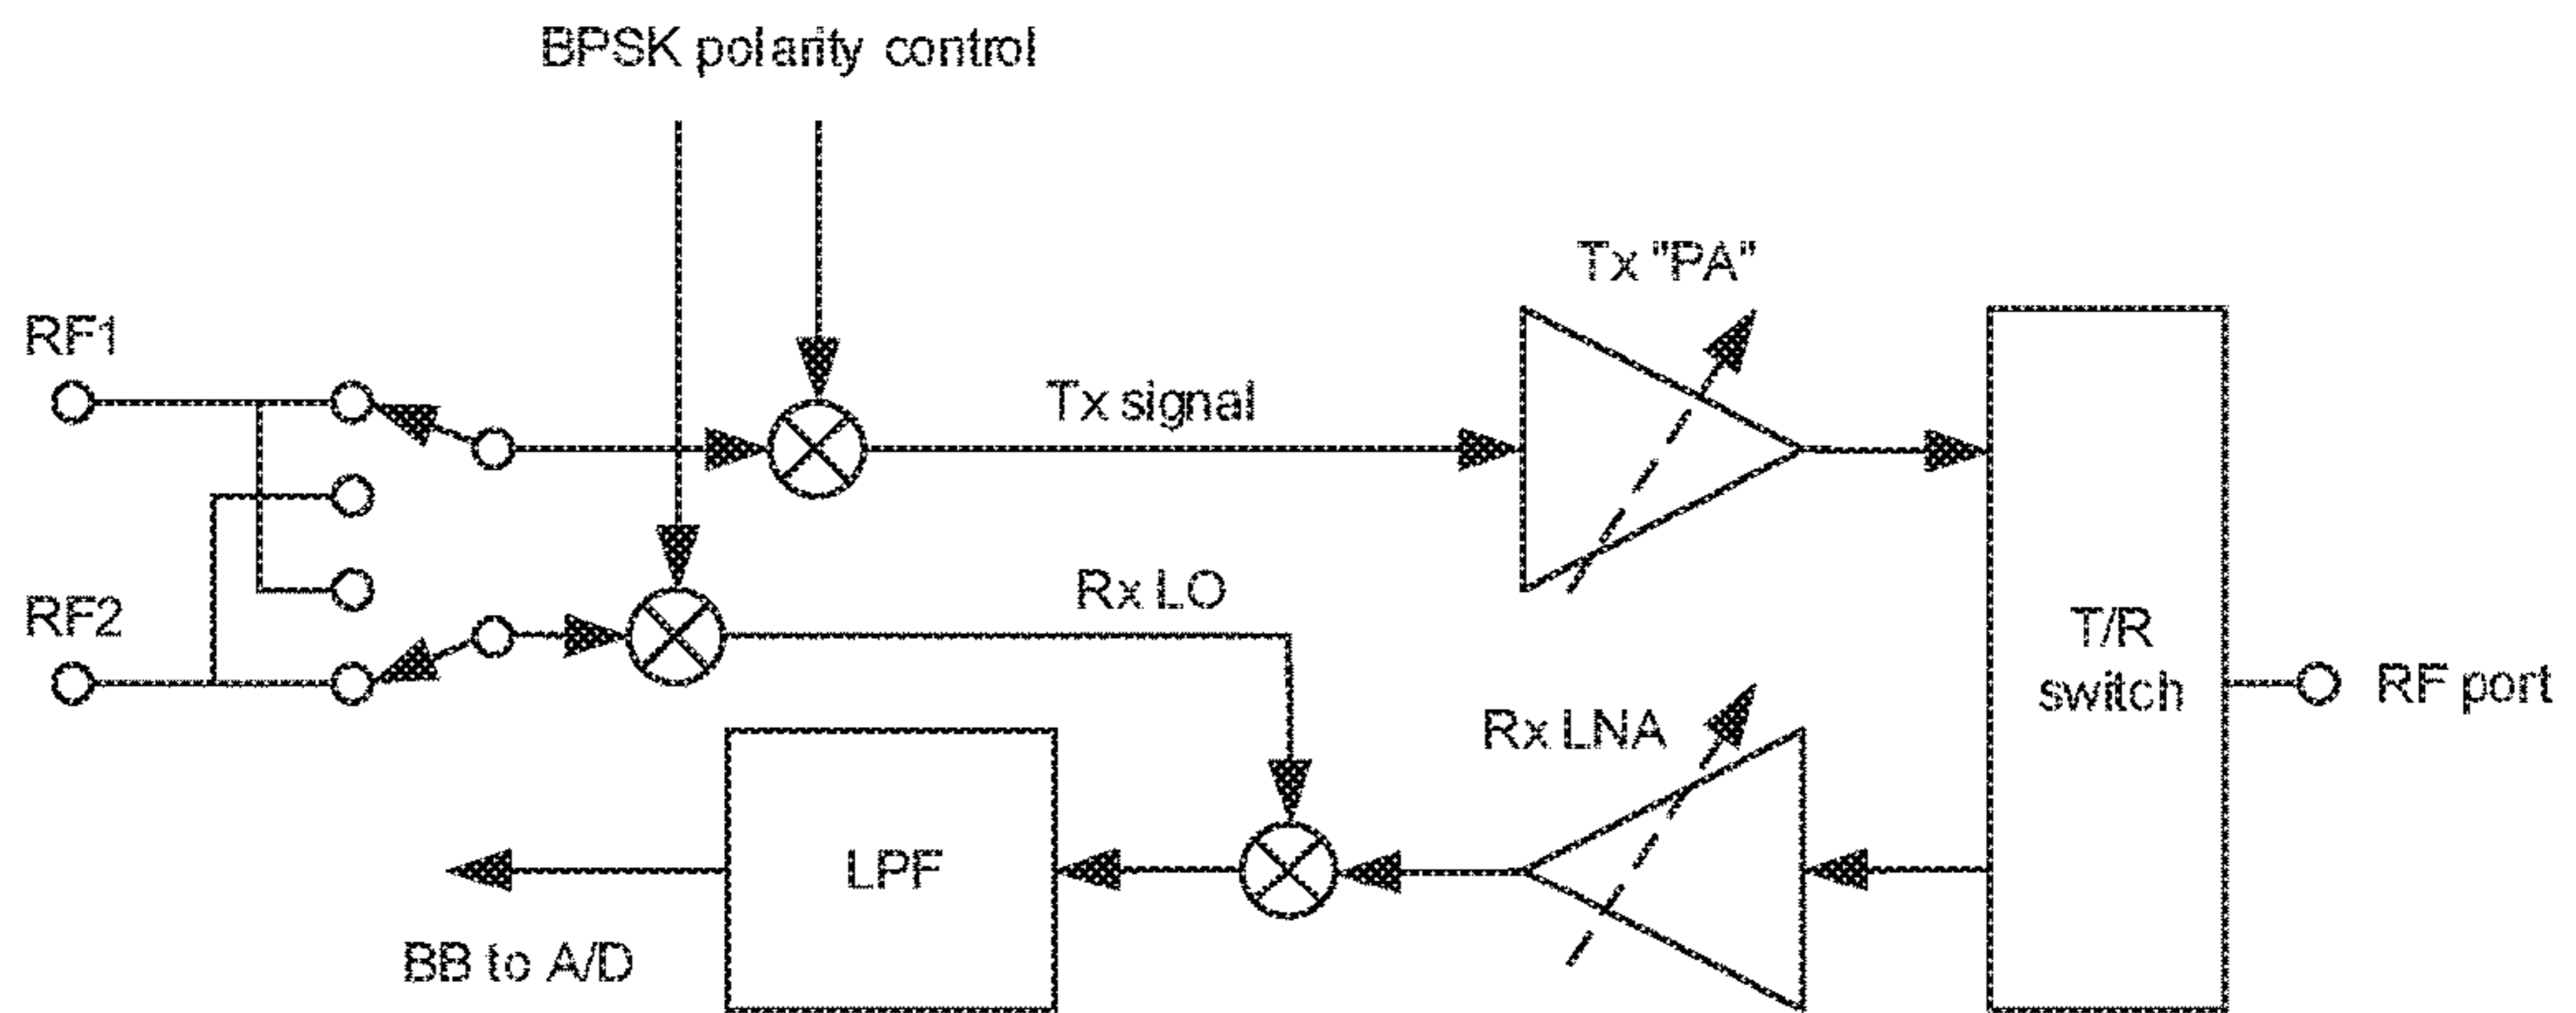 BPSK polarity control
Tx "PA"
RF1
Tx signal
Rx LO
RF2
T/R
switch
RF port
Rx LNA
LPF
BB to A/D